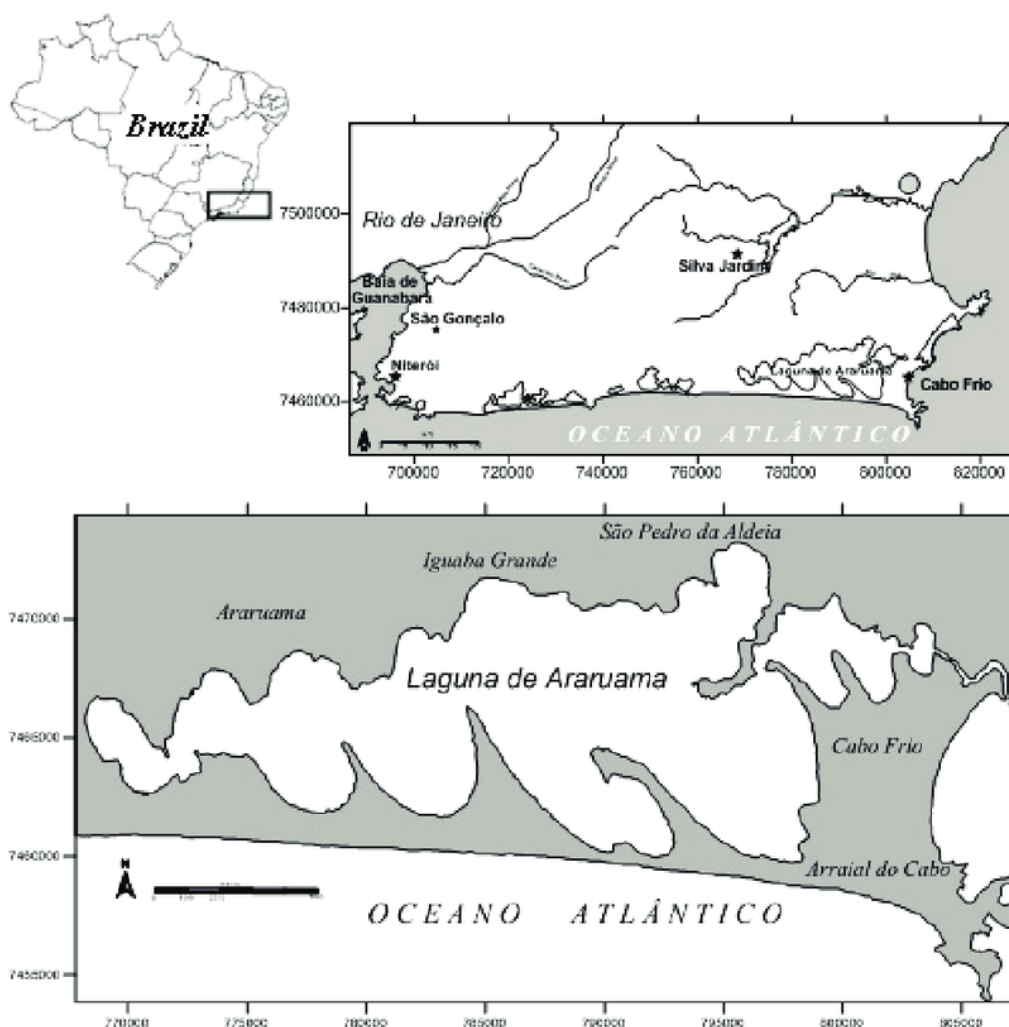 Brazil
Rio de Janeiro
Baía de
Guanabara
São Gonçalo
Niterói
Silva Jardim
Laguna de Araruama
Cabo Frio
OCEANO ATLÂNTICO
7500000
7480000
7460000
700000 720000 740000 760000 780000 800000 820000
São Pedro da Aldeia
Iguaba Grande
Araruama
Laguna de Araruama
Cabo Frio
Arraial do Cabo
N
OCEANO ATLÂNTICO
7470000
7465000
7460000
7455000
770000 775000 780000 785000 790000 795000 800000 805000